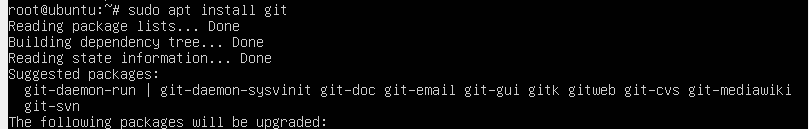 root@ubuntu:~# sudo apt install git
Reading package lists... Done
Building dependency tree... Done
Reading state information... Done
Suggested packages:
  git-daemon-run | git-daemon-sysvinit git-doc git-email git-gui gitk gitweb git-cvs git-mediawiki
  git-svn
The following packages will be upgraded: